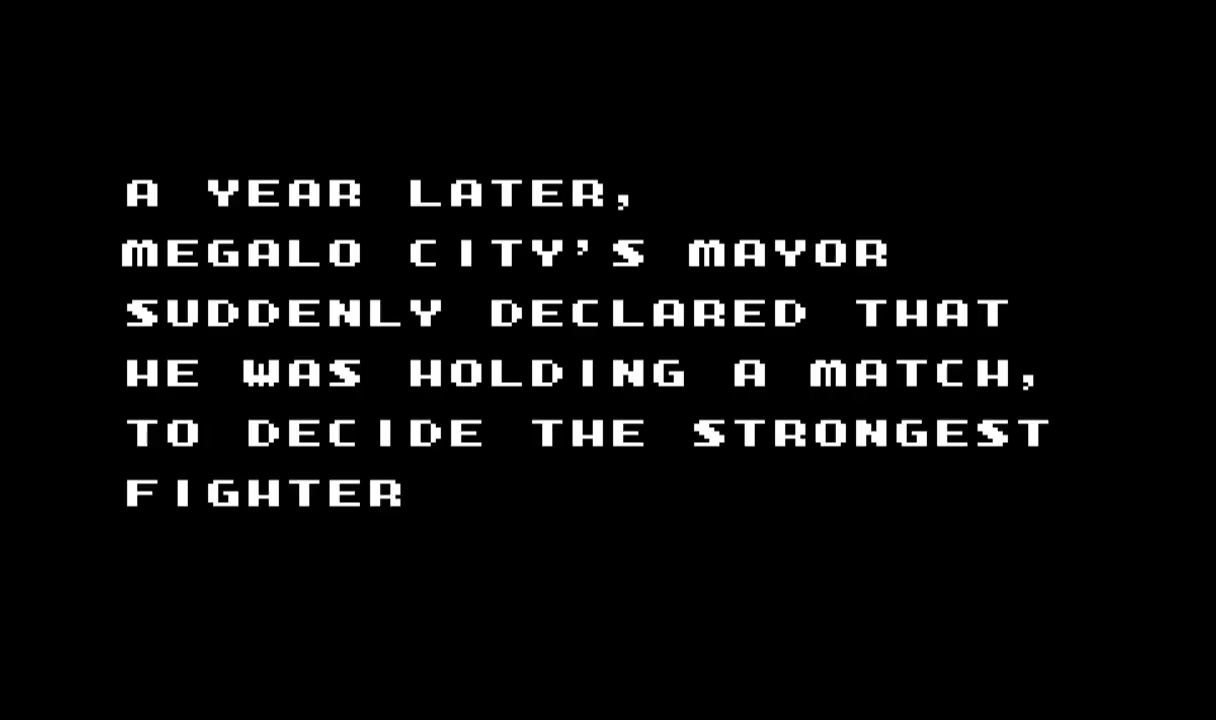 A YEAR LATER,
MEGALO CITY'S MAYOR
SUDDENLY DECLARED THAT
HE WAS HOLDING A MATCH,
TO DECIDE THE STRONGEST
FIGHTER